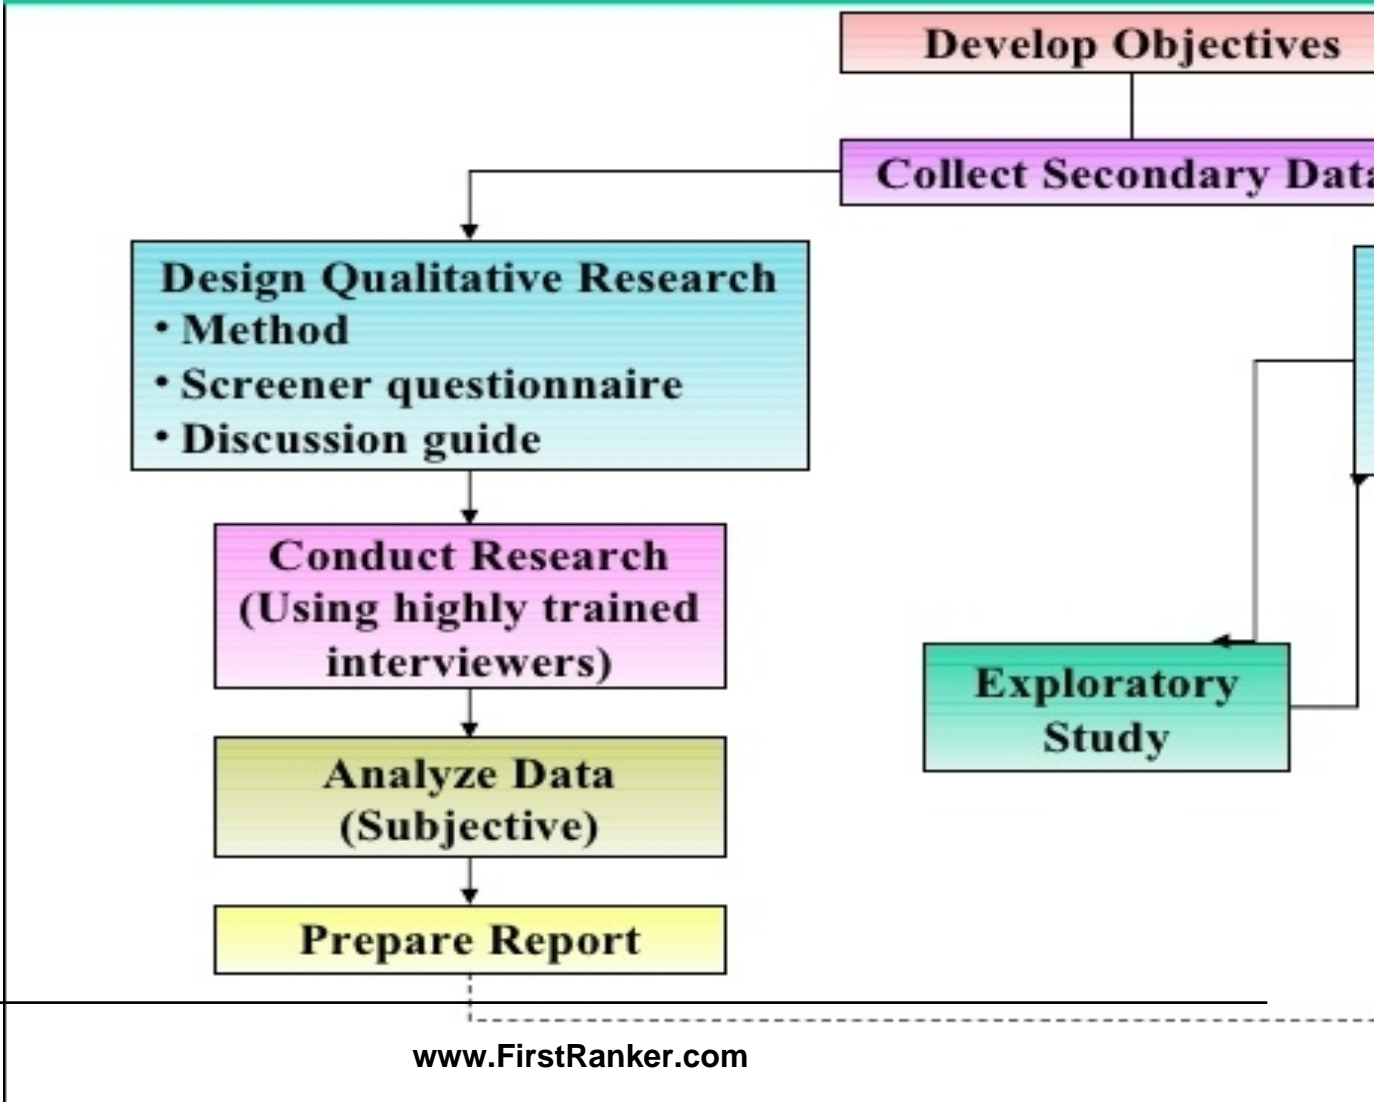 Develop Objectives
Collect Secondary Data
Design Qualitative Research
• Method
• Screener questionnaire
• Discussion guide
Conduct Research
(Using highly trained
interviewers)
Analyze Data
(Subjective)
Prepare Report
Exploratory
Study
www.FirstRanker.com